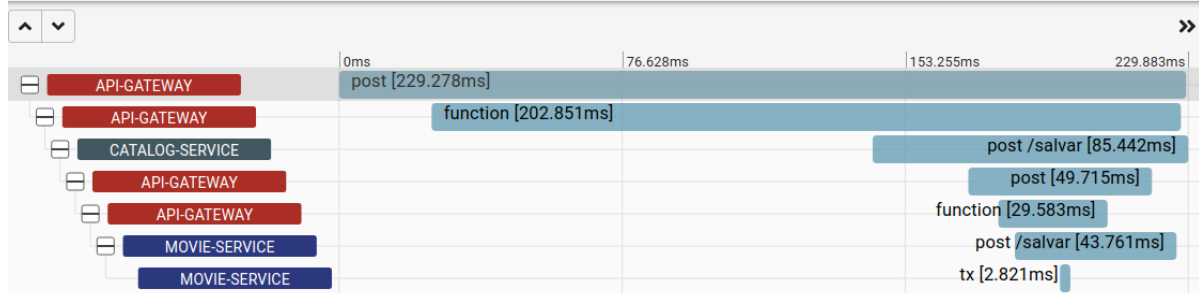 0ms 76.628ms 153.255ms 229.883ms
API-GATEWAY post [229.278ms]
API-GATEWAY function [202.851ms]
CATALOG-SERVICE post /salvar [85.442ms]
API-GATEWAY post [49.715ms]
API-GATEWAY function [29.583ms]
MOVIE-SERVICE post /salvar [43.761ms]
MOVIE-SERVICE tx [2.821ms]